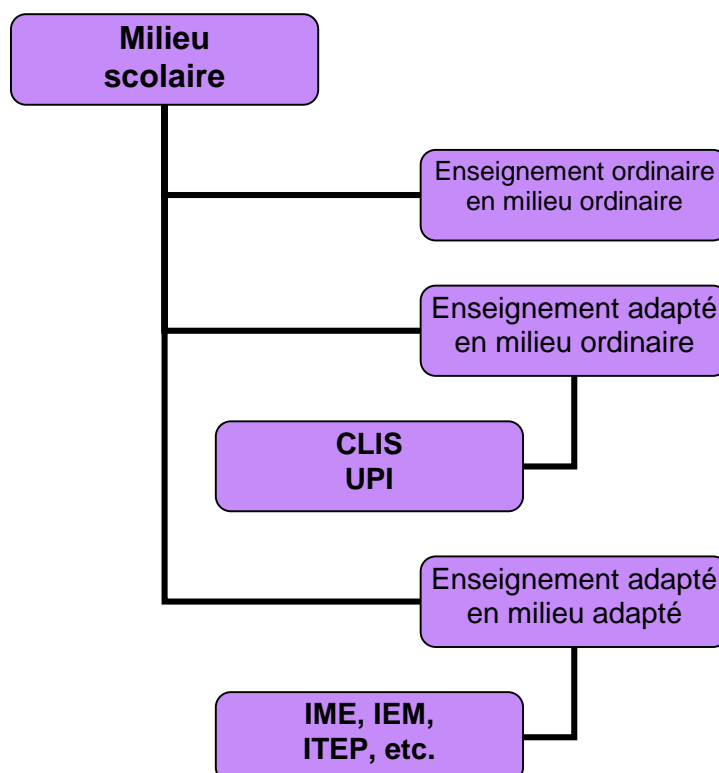 Milieu
scolaire
Enseignement ordinaire
en milieu ordinaire
Enseignement adapté
en milieu ordinaire
CLIS
UPI
Enseignement adapté
en milieu adapté
IME, IEM,
ITEP, etc.